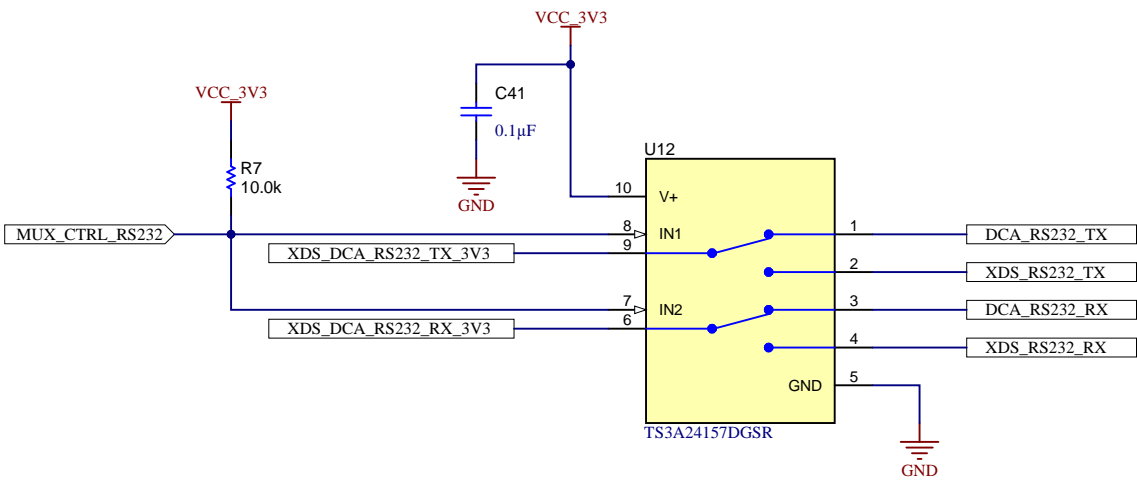 VCC_3V3
VCC_3V3
C41
0.1µF
GND
R7
10.0k
U12
10
V+
MUX_CTRL_RS232
8
IN1
1
DCA_RS232_TX
XDS_DCA_RS232_TX_3V3
9
2
XDS_RS232_TX
7
IN2
3
DCA_RS232_RX
XDS_DCA_RS232_RX_3V3
6
4
XDS_RS232_RX
GND
5
TS3A24157DGSR
GND